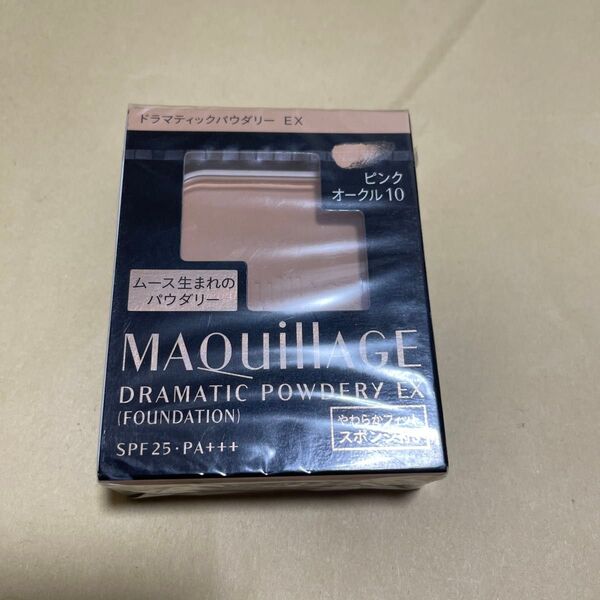 ドラマティックパウダリー EX
ピンク
オークル10
ムース生まれの
パウダリー
MAQuillAGE
DRAMATIC POWDERY EX
(FOUNDATION)
SPF25・PA+++
やわらかフィット
スポンジ付